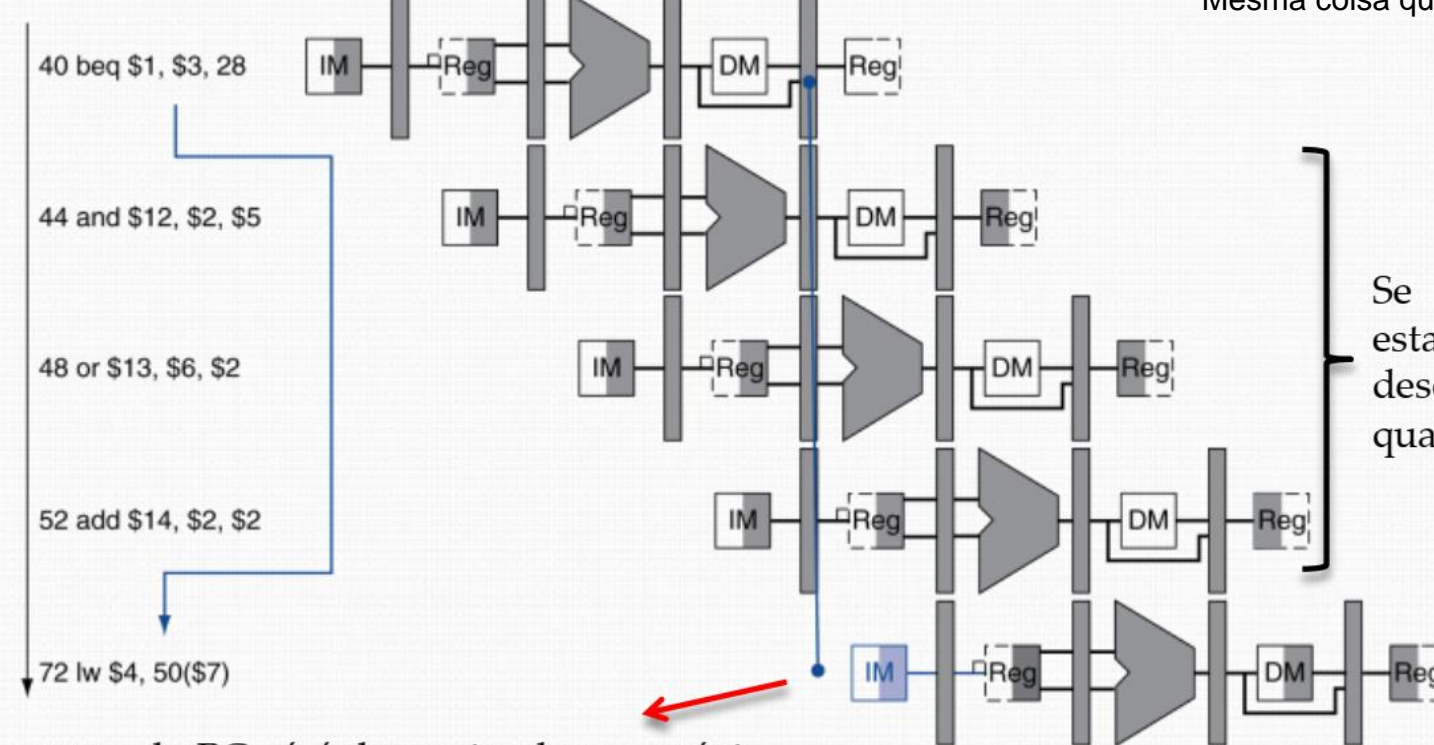 Mesma coisa qu
40 beq $1, $3, 28
IM Reg DM Reg
44 and $12, $2, $5
IM Reg DM Reg
Se
esta
des
qua
48 or $13, $6, $2
IM Reg DM Reg
52 add $14, $2, $2
IM Reg DM Reg
72 lw $4, 50($7)
IM Reg DM Reg